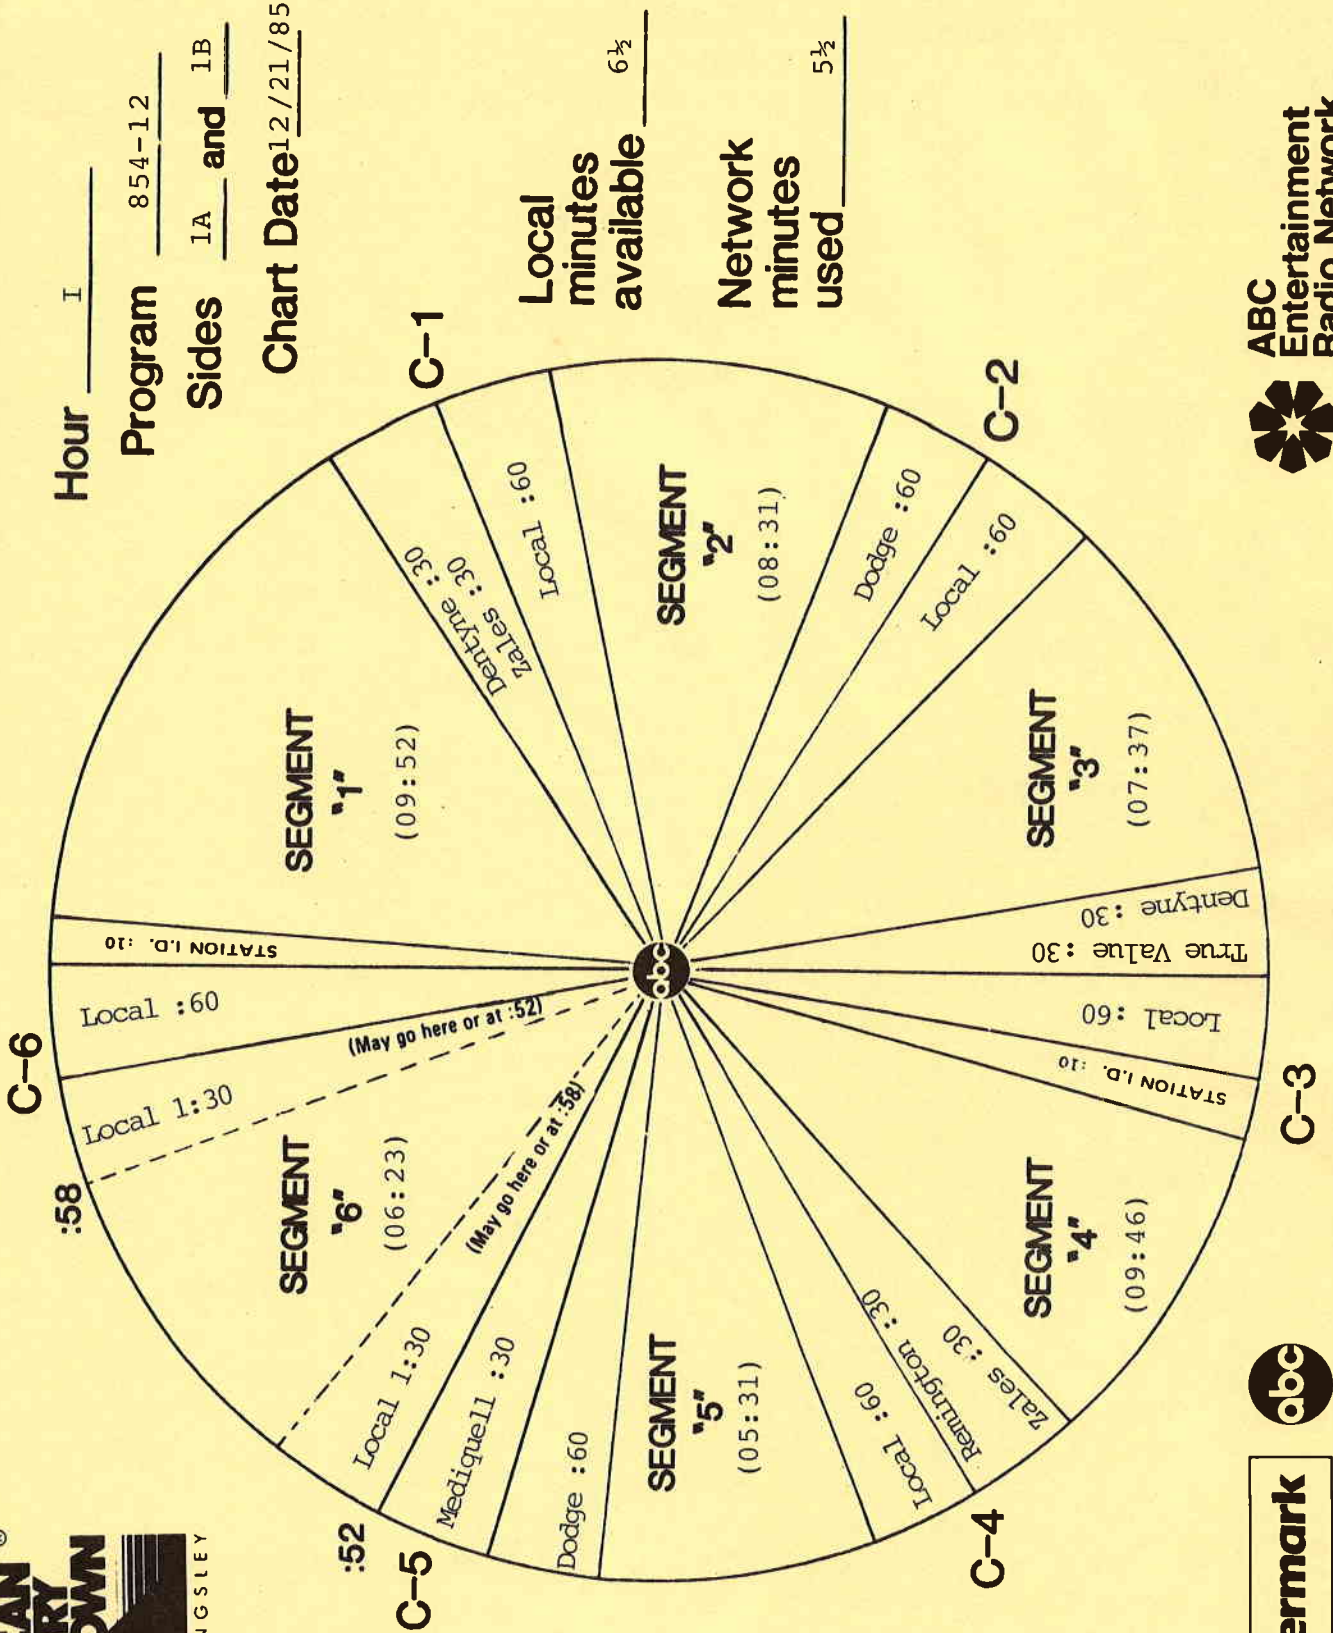 Hour I
Program 854-12
Sides 1A and 1B
Chart Date 12/21/85
Local
minutes
available 6½
Network
minutes
used 5½
C-1
C-2
C-3
C-4
C-5
C-6
:52
:58
STATION I.D. :10
SEGMENT
"1"
(09:52)
Dentyne :30
Zales :30
Local :60
SEGMENT
"2"
(08:31)
Dodge :60
Local :60
SEGMENT
"3"
(07:37)
Dentyne :30
True Value :30
Local :60
STATION I.D. :10
SEGMENT
"4"
(09:46)
Zales :30
Remington :30
Local :60
SEGMENT
"5"
(05:31)
Dodge :60
Mediquell :30
Local 1:30
(May go here or at :58)
SEGMENT
"6"
(06:23)
(May go here or at :52)
Local 1:30
Local :60
abc
abc
ABC
Entertainment
Radio Network